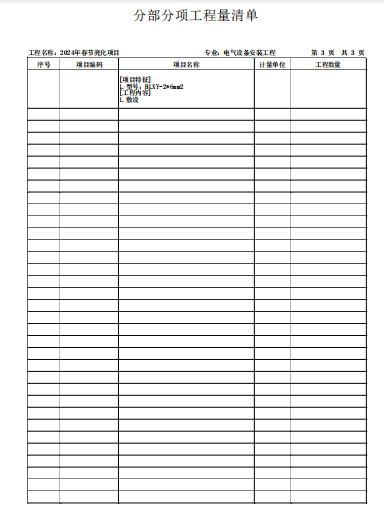 分部分项工程量清单
工程名称：2024年春节亮化项目 专业：电气设备安装工程 第 3 页 共 3 页
序号 项目编码 项目名称 计量单位 工程数量
[项目特征]
1.型号：BLXY-2*6mm2
[工程内容]
1.敷设